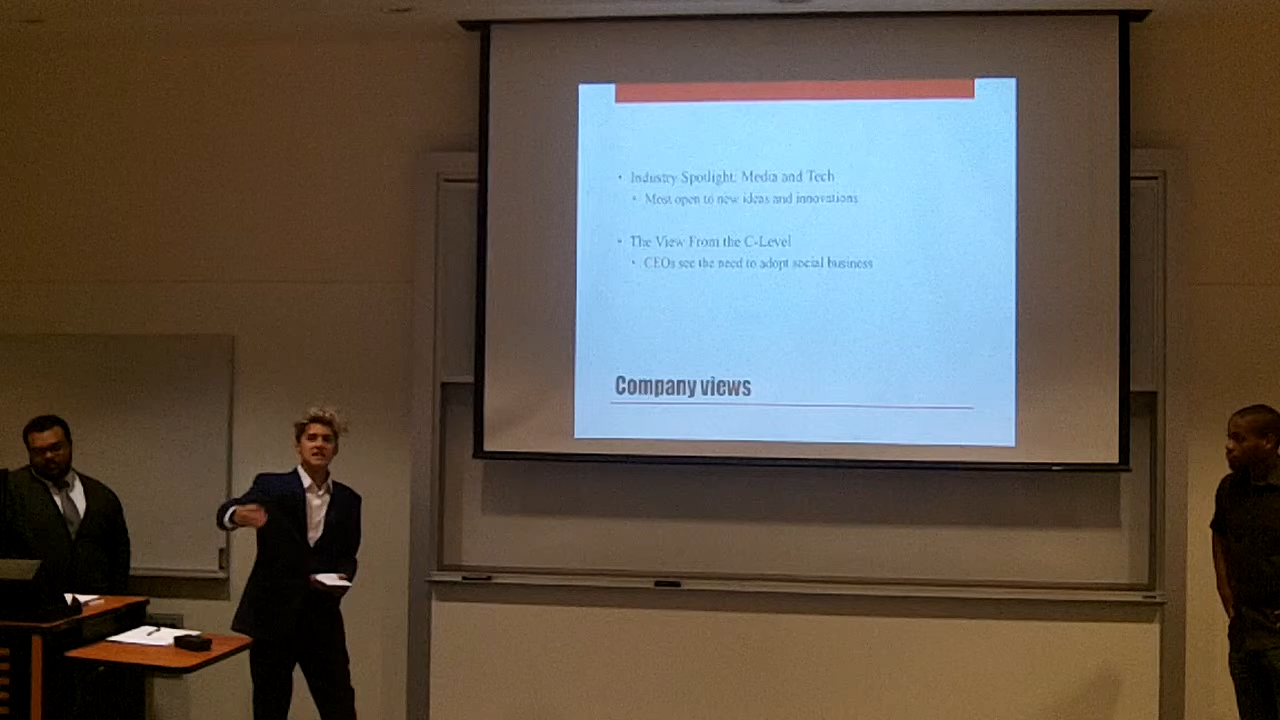 • Industry Spotlight: Media and Tech
• Most open to new ideas and innovations
• The View From the C-Level
• CEOs see the need to adopt social business
Company views